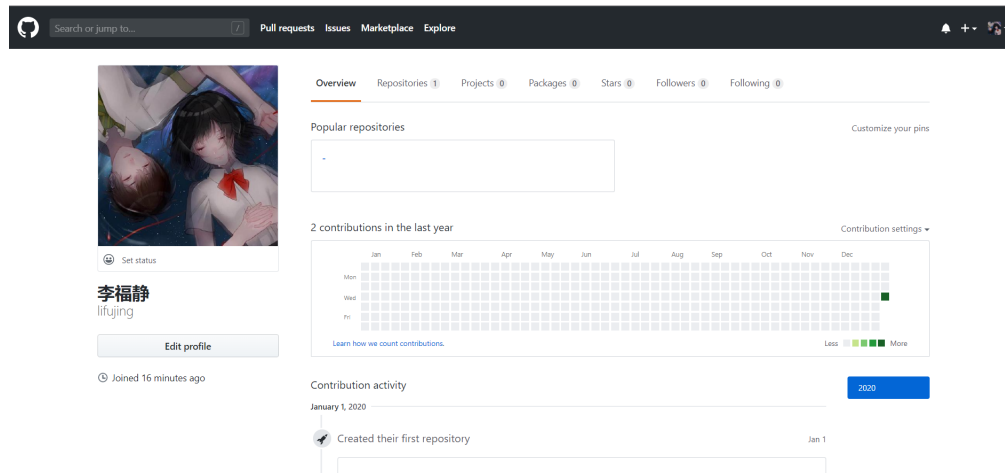 Search or jump to... / Pull requests Issues Marketplace Explore
Overview Repositories 1 Projects 0 Packages 0 Stars 0 Followers 0 Following 0
Popular repositories Customize your pins
-
2 contributions in the last year Contribution settings
Jan Feb Mar Apr May Jun Jul Aug Sep Oct Nov Dec
Mon
Wed
Fri
Learn how we count contributions. Less More
Set status
李福静
lifujing
Edit profile
Joined 16 minutes ago
Contribution activity 2020
January 1, 2020
Created their first repository Jan 1